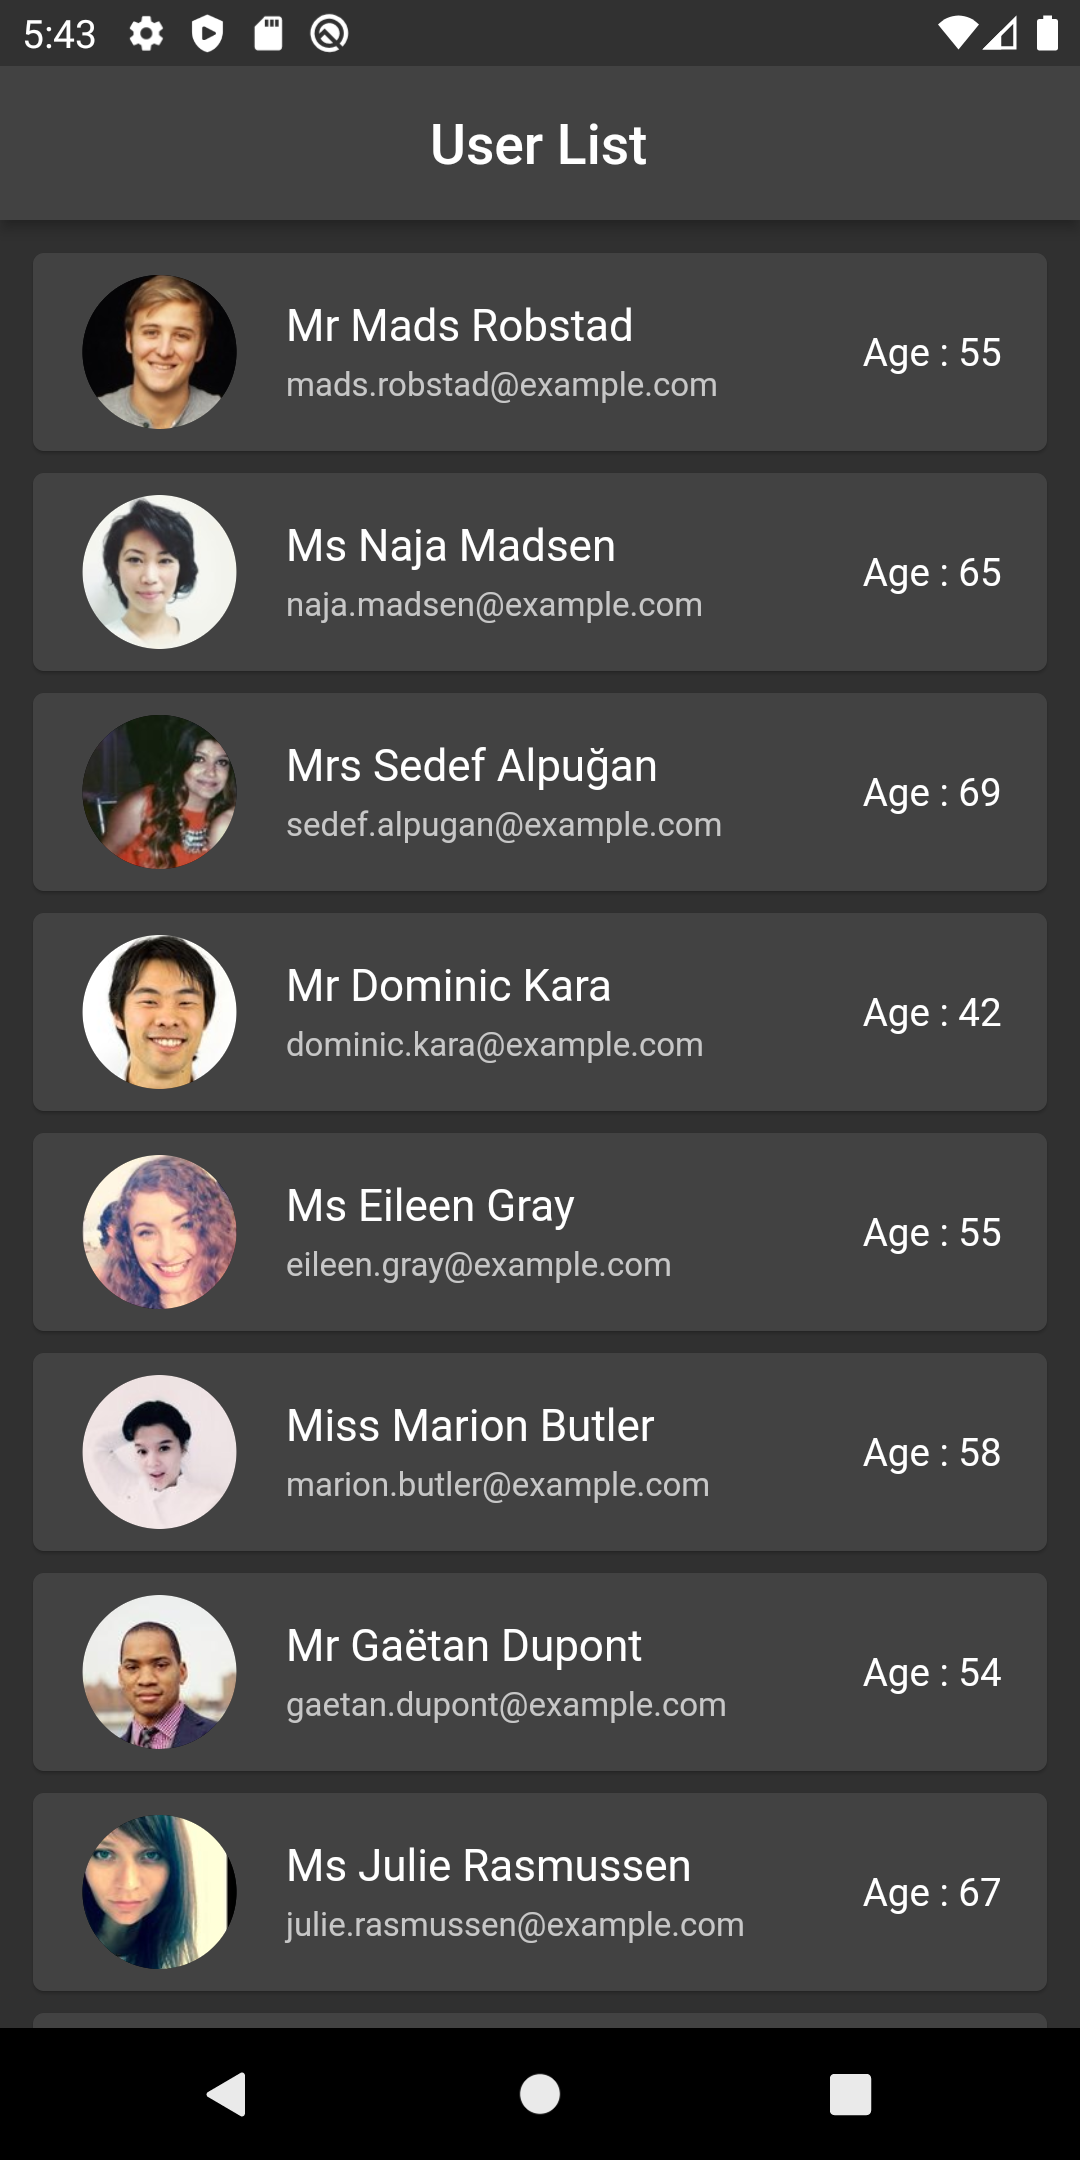 5:43
User List
Mr Mads Robstad
mads.robstad@example.com
Age : 55
Ms Naja Madsen
naja.madsen@example.com
Age : 65
Mrs Sedef Alpuğan
sedef.alpugan@example.com
Age : 69
Mr Dominic Kara
dominic.kara@example.com
Age : 42
Ms Eileen Gray
eileen.gray@example.com
Age : 55
Miss Marion Butler
marion.butler@example.com
Age : 58
Mr Gaëtan Dupont
gaetan.dupont@example.com
Age : 54
Ms Julie Rasmussen
julie.rasmussen@example.com
Age : 67